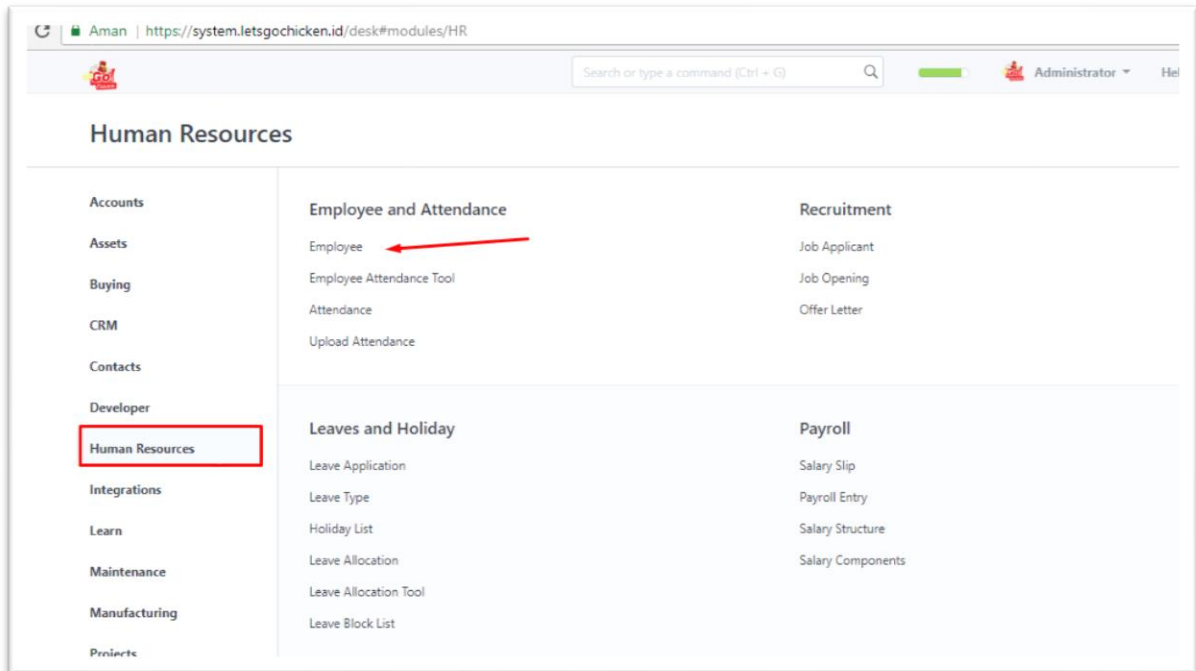 Aman | https://system.letsgochicken.id/desk#modules/HR
GO!
Search or type a command (Ctrl + G)
Administrator
Hel
Human Resources
Accounts
Assets
Buying
CRM
Contacts
Developer
Human Resources
Integrations
Learn
Maintenance
Manufacturing
Projects
Employee and Attendance
Employee
Employee Attendance Tool
Attendance
Upload Attendance
Recruitment
Job Applicant
Job Opening
Offer Letter
Leaves and Holiday
Leave Application
Leave Type
Holiday List
Leave Allocation
Leave Allocation Tool
Leave Block List
Payroll
Salary Slip
Payroll Entry
Salary Structure
Salary Components